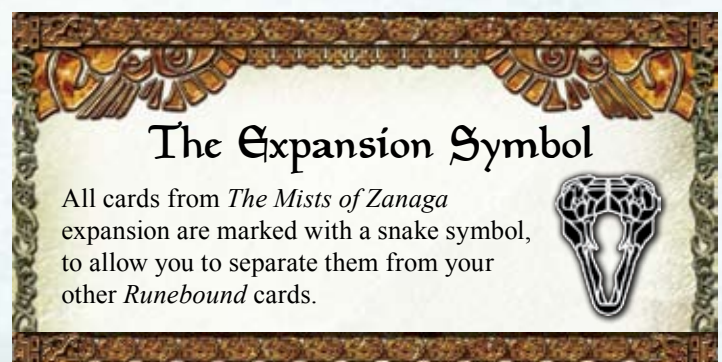 The Expansion Symbol
All cards from The Mists of Zanaga
expansion are marked with a snake symbol,
to allow you to separate them from your
other Runebound cards.